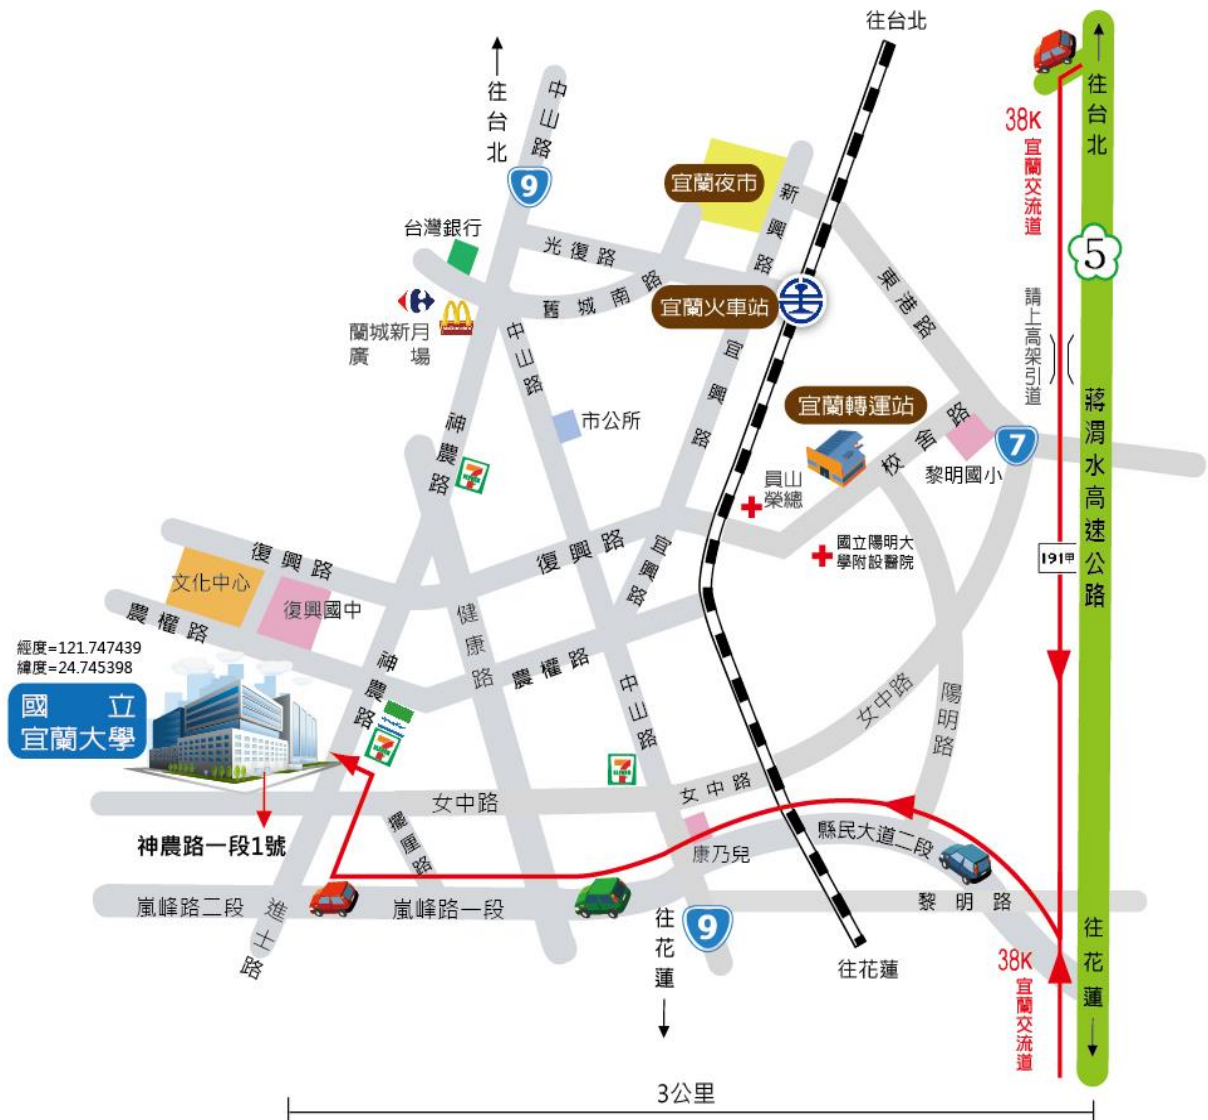 往台北
往台北
往台北
中山路
9
38K
宜蘭交流道
宜蘭夜市
新興路
台灣銀行
光復路
5
東港路
舊城南路
宜蘭火車站
請上高架引道
蘭城新月
廣場
McDonald's
中山路
宜興路
宜蘭轉運站
蔣渭水高速公路
市公所
校舍路
7
神農路
7
ELEVEN
黎明國小
員山
榮總
復興路
復興路
宜興路
國立陽明大
學附設醫院
191甲
文化中心
復興國中
健康路
農權路
農權路
經度=121.747439
緯度=24.745398
國立
宜蘭大學
神農路
中山路
女中路
陽明路
7
ELEVEN
7
ELEVEN
女中路
女中路
神農路一段1號
擺厘路
縣民大道二段
康乃兒
嵐峰路二段
進士路
嵐峰路一段
黎明路
9
往花蓮
往花蓮
往花蓮
38K
宜蘭交流道
3公里